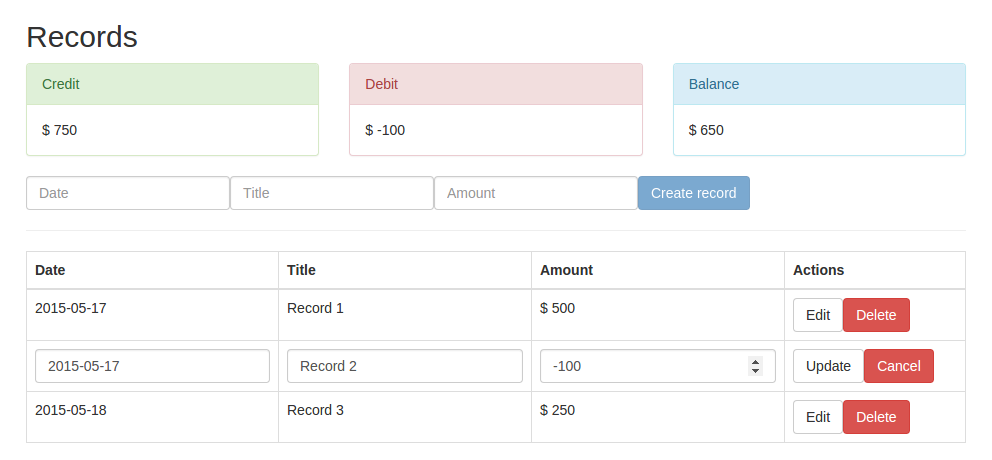 Records
Credit Debit Balance
$ 750 $ -100 $ 650
Date Title Amount Create record
Date Title Amount Actions
2015-05-17 Record 1 $ 500 Edit Delete
2015-05-17 Record 2 -100 Update Cancel
2015-05-18 Record 3 $ 250 Edit Delete